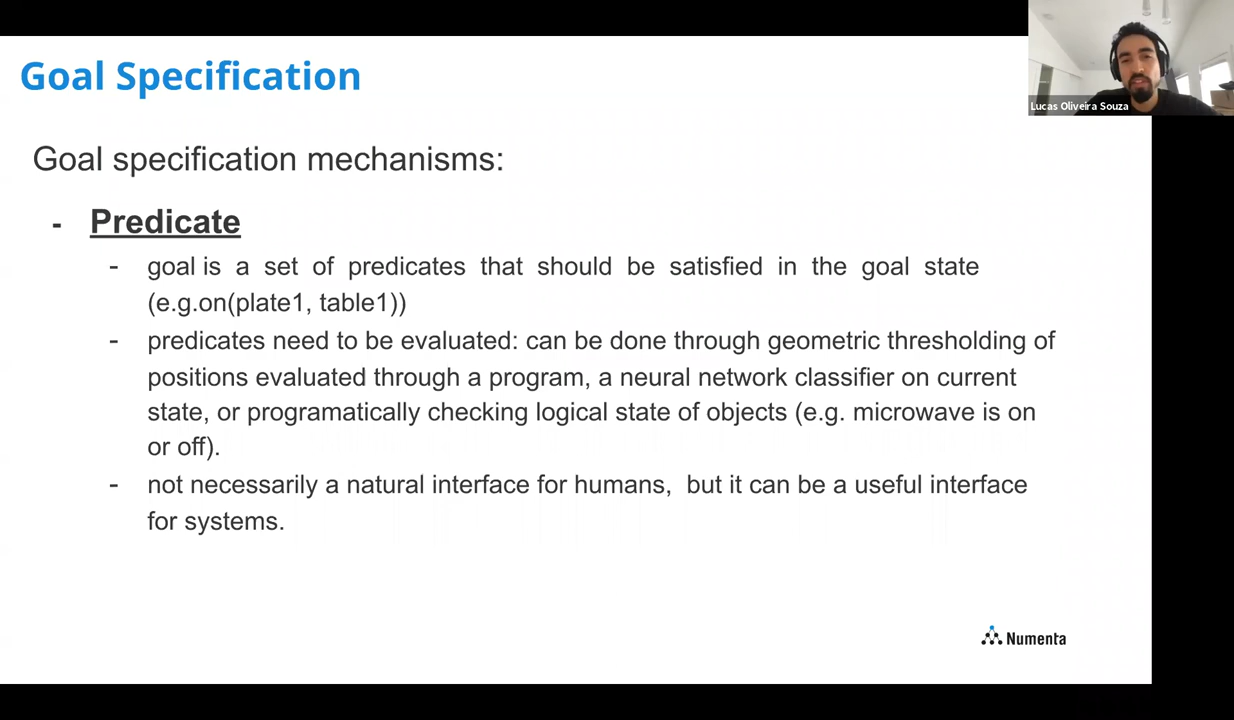 Goal Specification
Lucas Oliveira Souza
Goal specification mechanisms:
- Predicate
- goal is a set of predicates that should be satisfied in the goal state
(e.g.on(plate1, table1))
- predicates need to be evaluated: can be done through geometric thresholding of
positions evaluated through a program, a neural network classifier on current
state, or programatically checking logical state of objects (e.g. microwave is on
or off).
- not necessarily a natural interface for humans, but it can be a useful interface
for systems.
Numenta